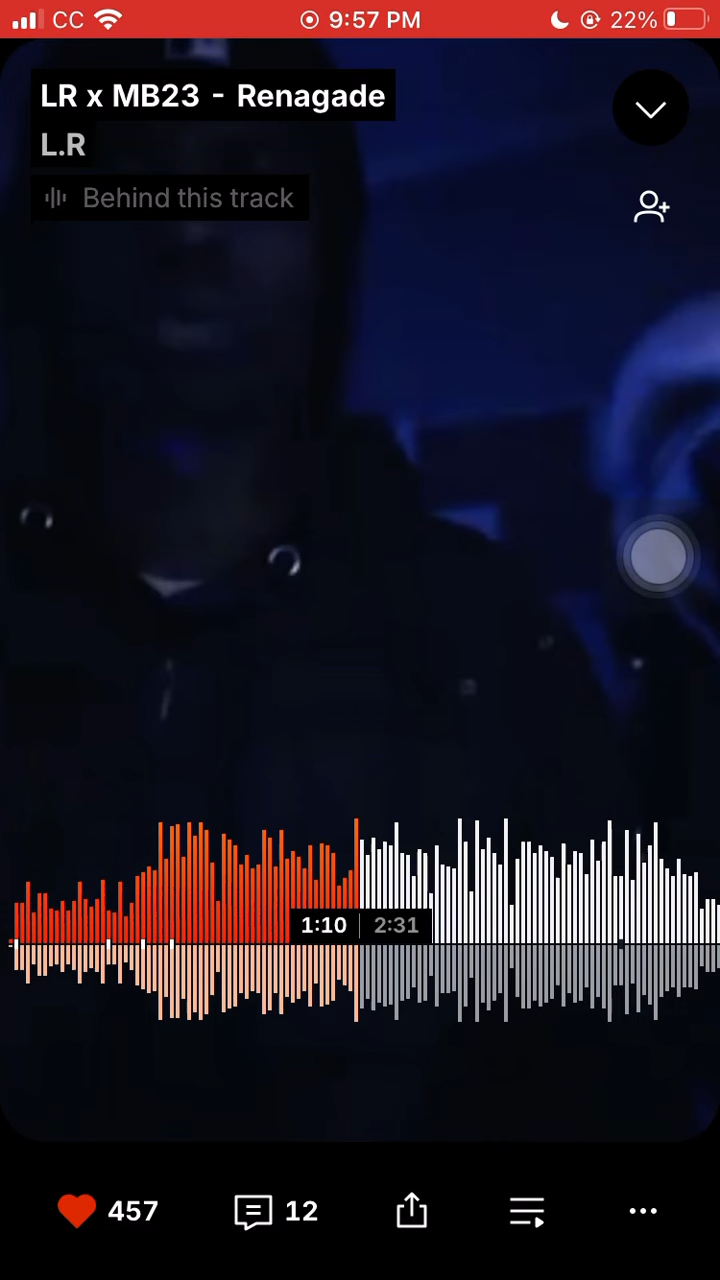 CC 9:57 PM 22%
LR x MB23 - Renagade
L.R
Behind this track
1:10 2:31
457 12